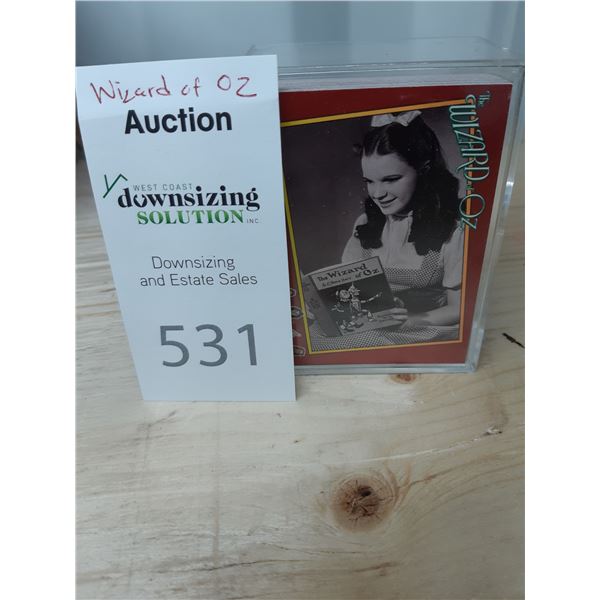 Wizard of OZ
Auction
WEST COAST
downsizing
SOLUTION INC.
Downsizing
and Estate Sales
531
The
WIZARD of OZ
The Wizard
of Oz